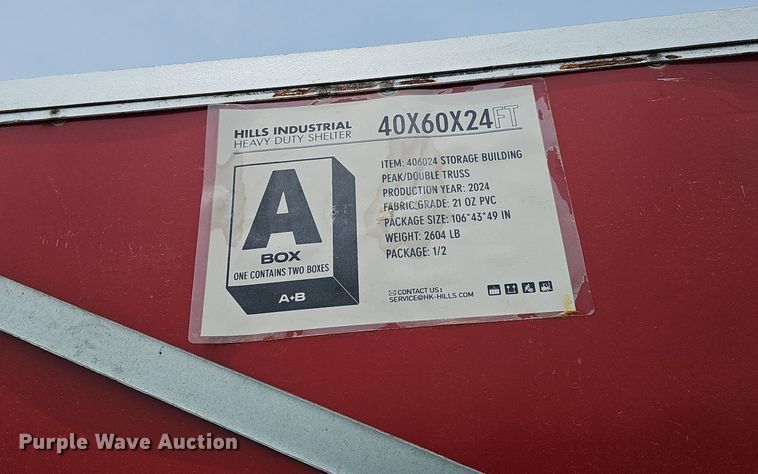 HILLS INDUSTRIAL
HEAVY DUTY SHELTER
40X60X24FT
A
BOX
ONE CONTAINS TWO BOXES
A+B
ITEM: 406024 STORAGE BUILDING
PEAK/DOUBLE TRUSS
PRODUCTION YEAR: 2024
FABRIC GRADE: 21 OZ PVC
PACKAGE SIZE: 106*43*49 IN
WEIGHT: 2604 LB
PACKAGE: 1/2
CONTACT US:
SERVICE@HK-HILLS.COM
Purple Wave Auction